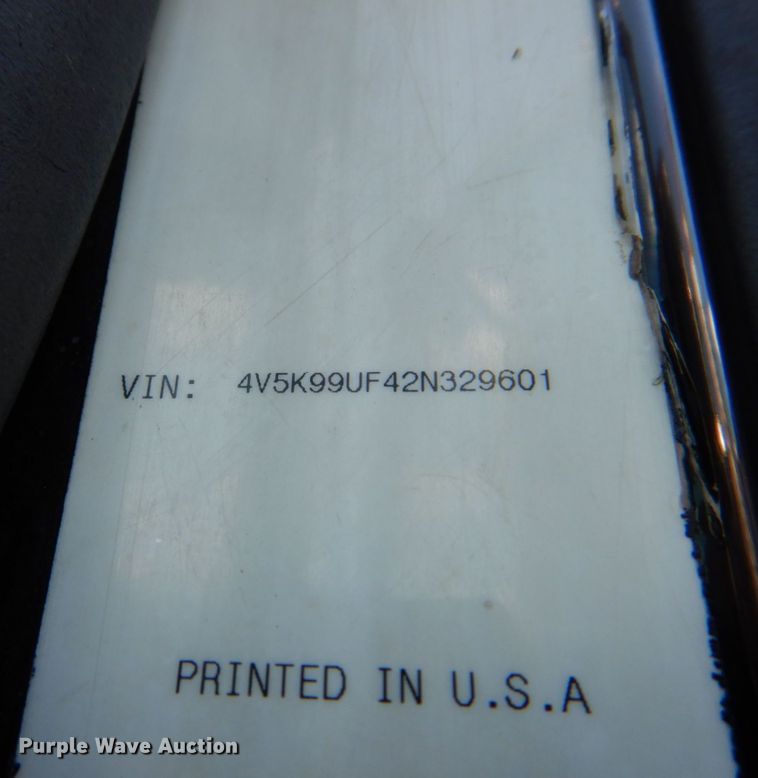 VIN: 4V5K99UF42N329601
PRINTED IN U.S.A
Purple Wave Auction